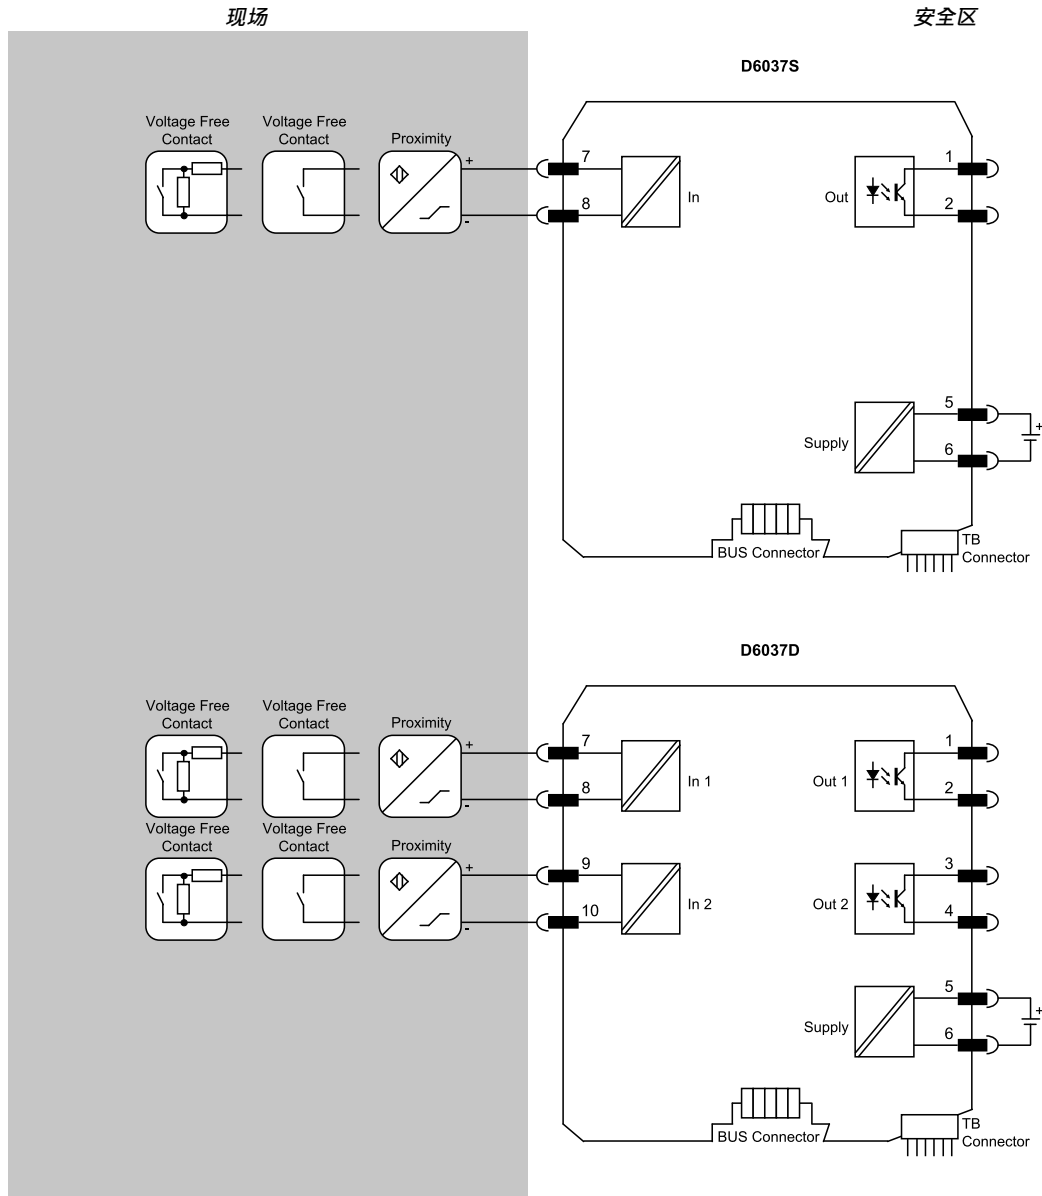 现场
安全区
D6037S
Voltage Free
Contact
Voltage Free
Contact
Proximity
+
-
7
8
In
Out
1
2
Supply
5
6
+
BUS Connector
TB
Connector
D6037D
Voltage Free
Contact
Voltage Free
Contact
Proximity
+
-
7
8
In 1
Out 1
1
2
Voltage Free
Contact
Voltage Free
Contact
Proximity
+
-
9
10
In 2
Out 2
3
4
Supply
5
6
+
BUS Connector
TB
Connector